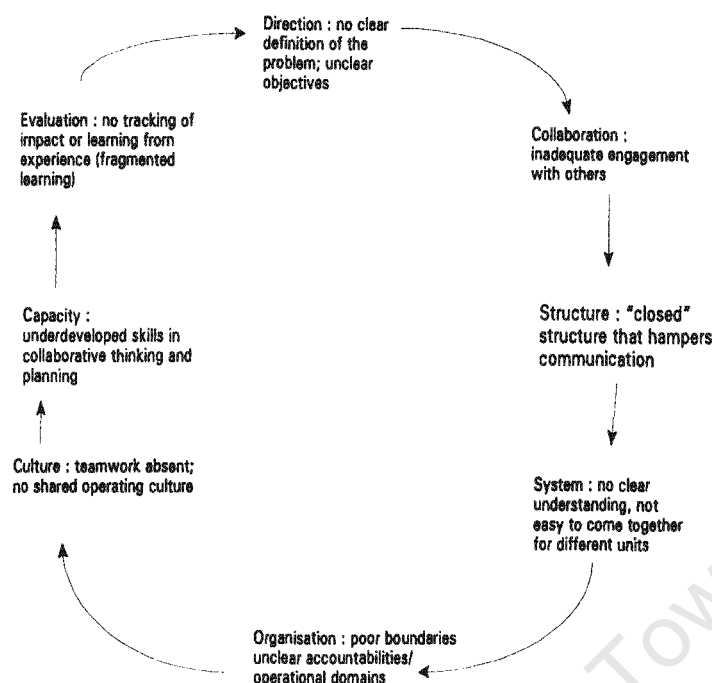 Direction : no clear
definition of the
problem; unclear
objectives
Collaboration :
inadequate engagement
with others
Structure : "closed"
structure that hampers
communication
System : no clear
understanding, not
easy to come together
for different units
Organisation : poor boundaries
unclear accountabilities/
operational domains
Culture : teamwork absent;
no shared operating culture
Capacity :
underdeveloped skills in
collaborative thinking and
planning
Evaluation : no tracking of
impact or learning from
experience (fragmented
learning)